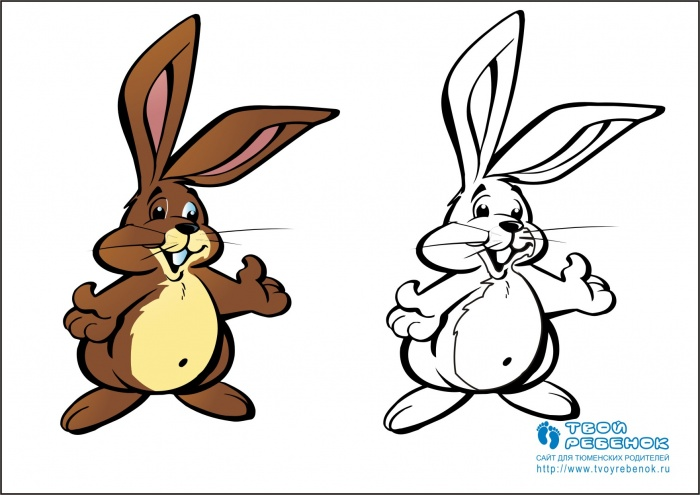 ТВОЙ
РЕБЕНОК
САЙТ ДЛЯ ТЮМЕНСКИХ РОДИТЕЛЕЙ
http://www.tvoyrebenok.ru